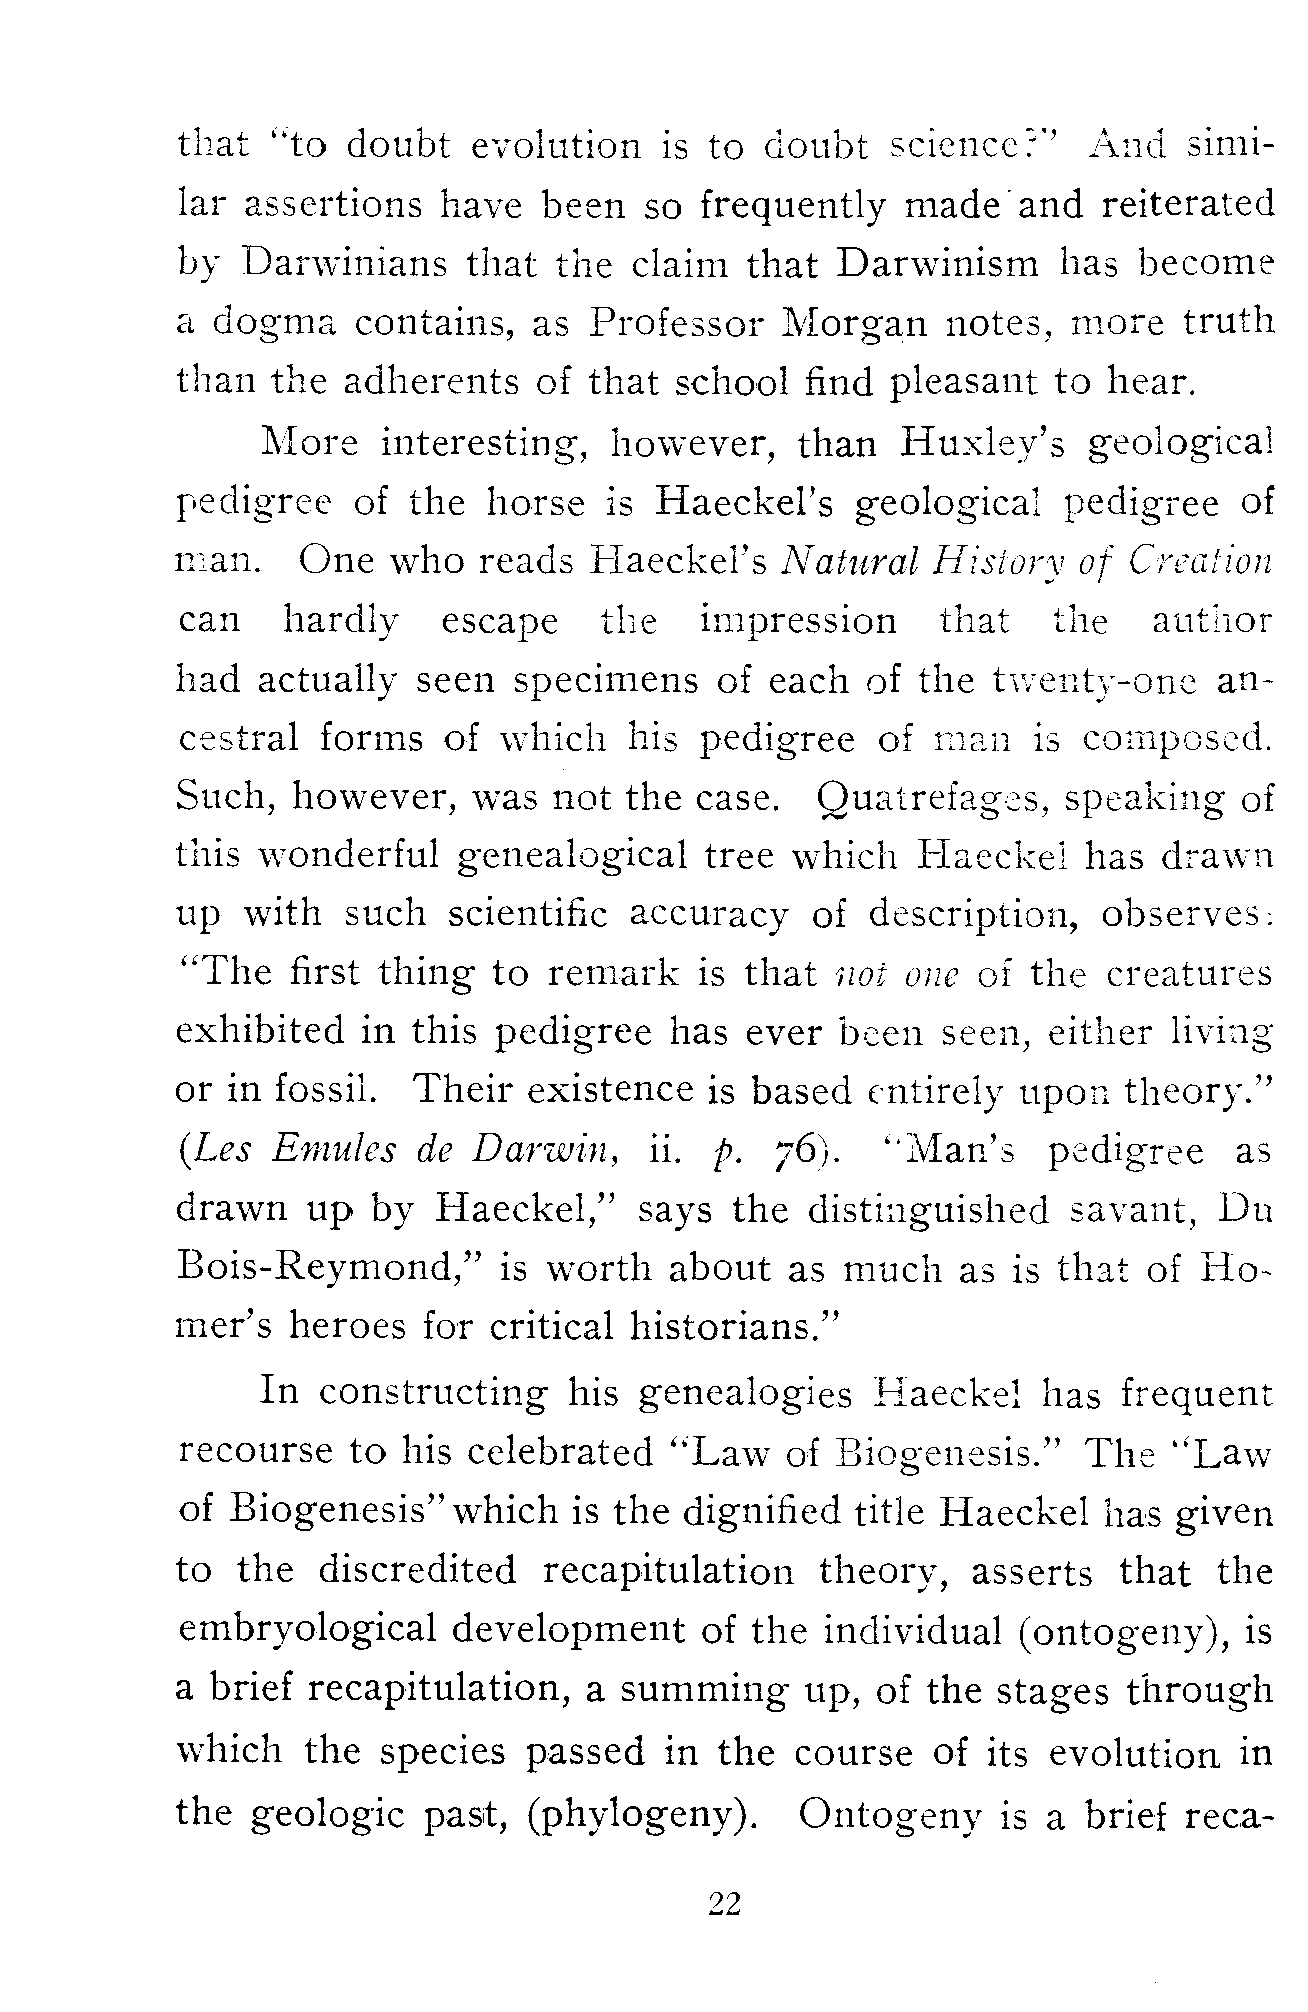 that "to doubt evolution is to doubt science?" And simi-
lar assertions have been so frequently made and reiterated
by Darwinians that the claim that Darwinism has become
a dogma contains, as Professor Morgan notes, more truth
than the adherents of that school find pleasant to hear.
More interesting, however, than Huxley's geological
pedigree of the horse is Haeckel's geological pedigree of
man. One who reads Haeckel's Natural History of Creation
can hardly escape the impression that the author
had actually seen specimens of each of the twenty-one an-
cestral forms of which his pedigree of man is composed.
Such, however, was not the case. Quatrefages, speaking of
this wonderful genealogical tree which Haeckel has drawn
up with such scientific accuracy of description, observes:
"The first thing to remark is that not one of the creatures
exhibited in this pedigree has ever been seen, either living
or in fossil. Their existence is based entirely upon theory."
(Les Emules de Darwin, ii. p. 76). "Man's pedigree as
drawn up by Haeckel," says the distinguished savant, Du
Bois-Reymond," is worth about as much as is that of Ho-
mer's heroes for critical historians."
In constructing his genealogies Haeckel has frequent
recourse to his celebrated "Law of Biogenesis." The "Law
of Biogenesis" which is the dignified title Haeckel has given
to the discredited recapitulation theory, asserts that the
embryological development of the individual (ontogeny), is
a brief recapitulation, a summing up, of the stages through
which the species passed in the course of its evolution in
the geologic past, (phylogeny). Ontogeny is a brief reca-
22